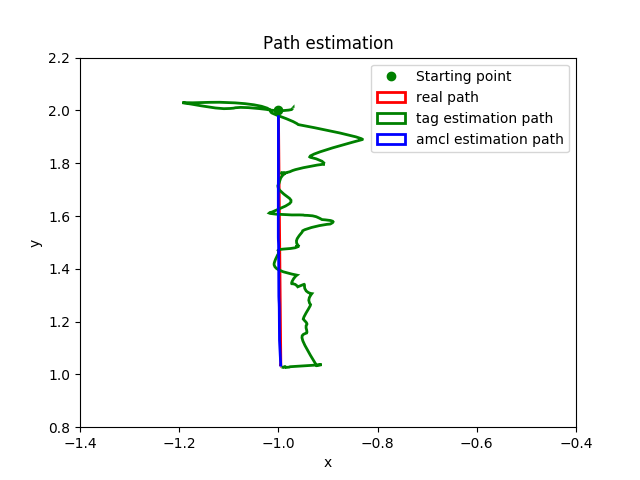 Path estimation
Starting point
real path
tag estimation path
amcl estimation path
2.2
2.0
1.8
1.6
1.4
1.2
1.0
0.8
y
−1.4 −1.2 −1.0 −0.8 −0.6 −0.4
x